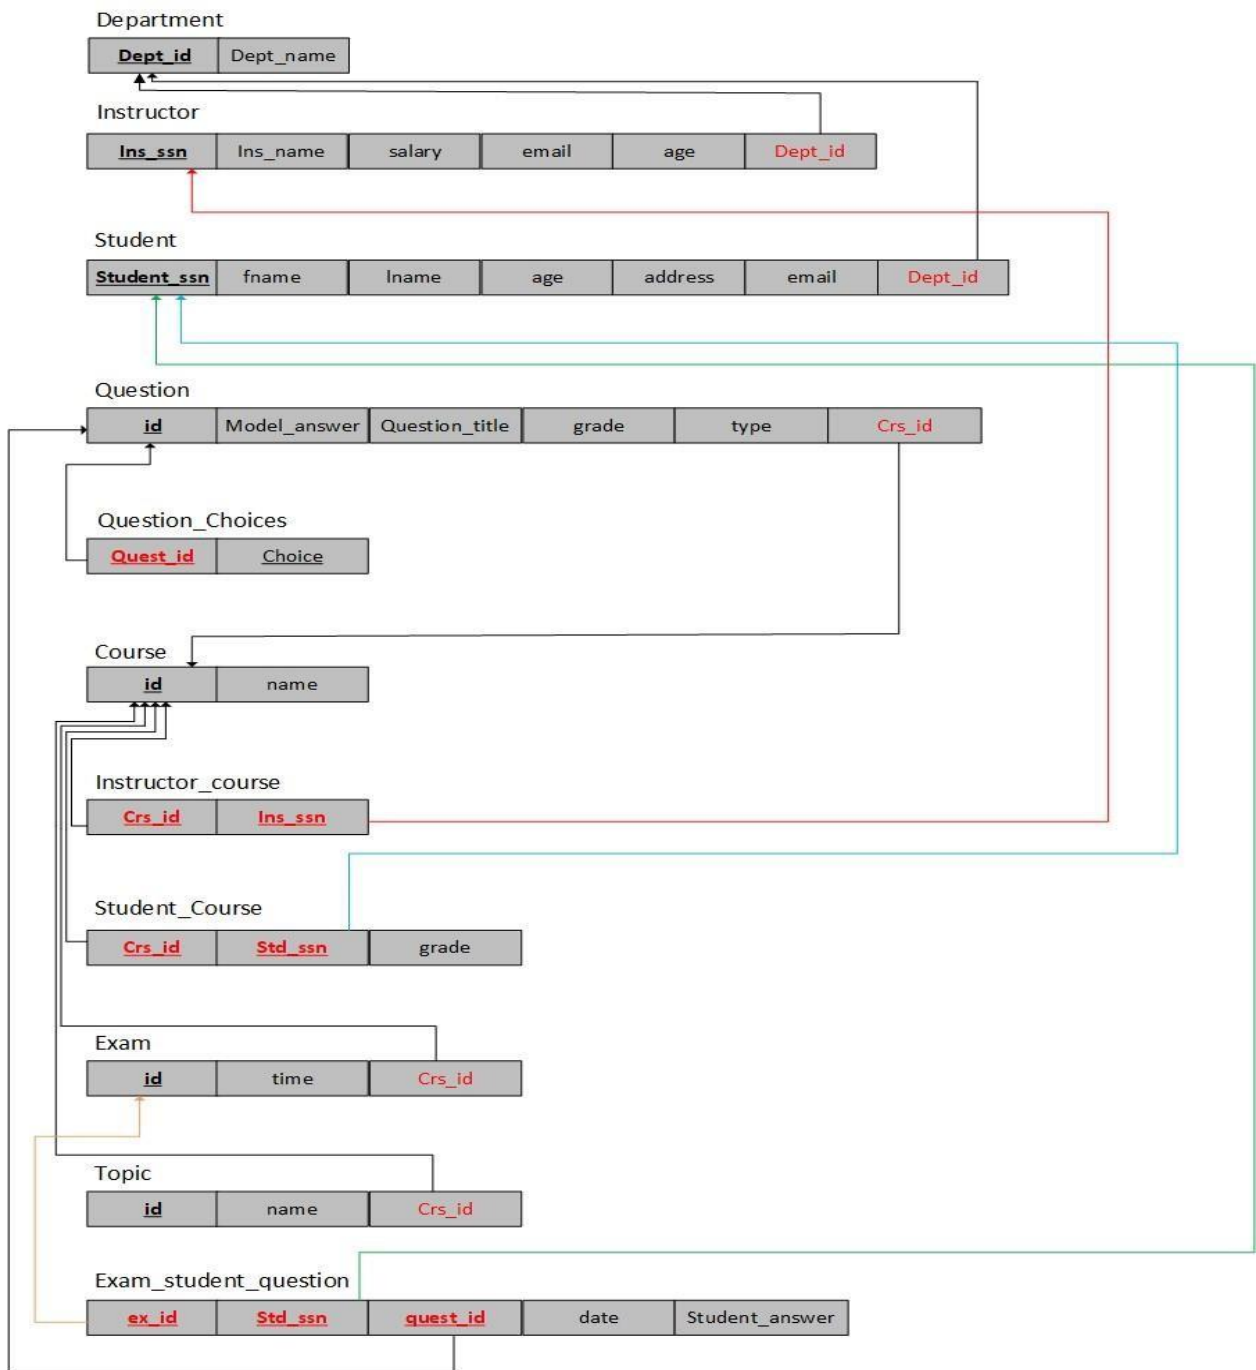 Department
Dept_id Dept_name
Instructor
Ins_ssn Ins_name salary email age Dept_id
Student
Student_ssn fname lname age address email Dept_id
Question
id Model_answer Question_title grade type Crs_id
Question_Choices
Quest_id Choice
Course
id name
Instructor_course
Crs_id Ins_ssn
Student_Course
Crs_id Std_ssn grade
Exam
id time Crs_id
Topic
id name Crs_id
Exam_student_question
ex_id Std_ssn quest_id date Student_answer